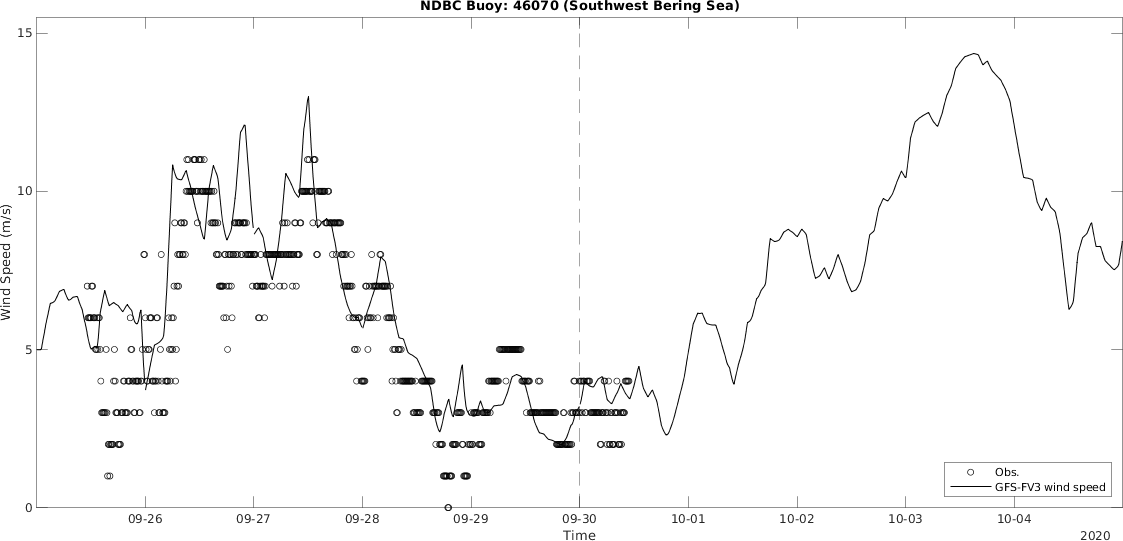 NDBC Buoy: 46070 (Southwest Bering Sea)
15
10
5
0
Wind Speed (m/s)
09-26 09-27 09-28 09-29 09-30 10-01 10-02 10-03 10-04
Time
2020
Obs.
GFS-FV3 wind speed